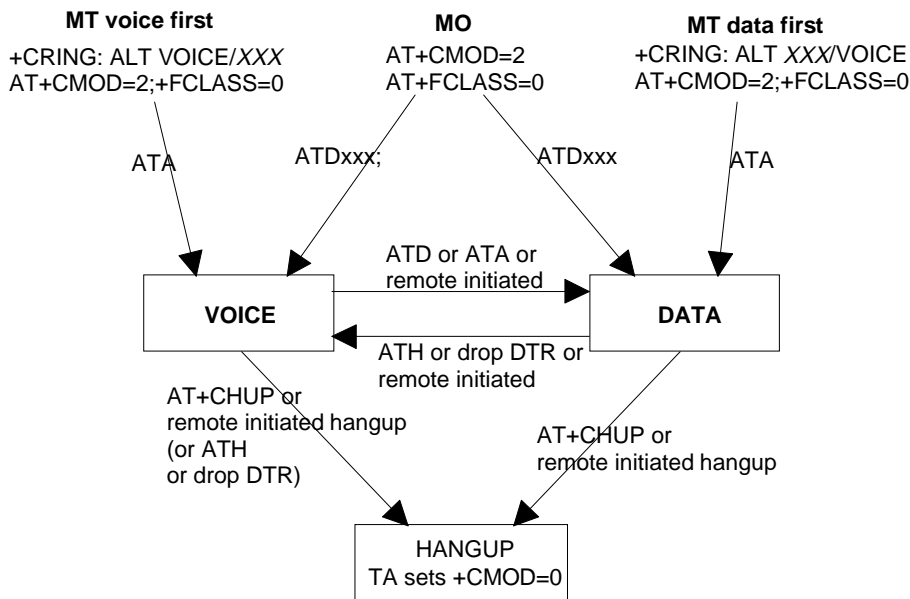 MT voice first
+CRING: ALT VOICE/XXX
AT+CMOD=2;+FCLASS=0
MO
AT+CMOD=2
AT+FCLASS=0
MT data first
+CRING: ALT XXX/VOICE
AT+CMOD=2;+FCLASS=0
ATA
ATDxxx;
ATDxxx
ATA
ATD or ATA or
remote initiated
VOICE
DATA
ATH or drop DTR or
remote initiated
AT+CHUP or
remote initiated hangup
(or ATH
or drop DTR)
AT+CHUP or
remote initiated hangup
HANGUP
TA sets +CMOD=0